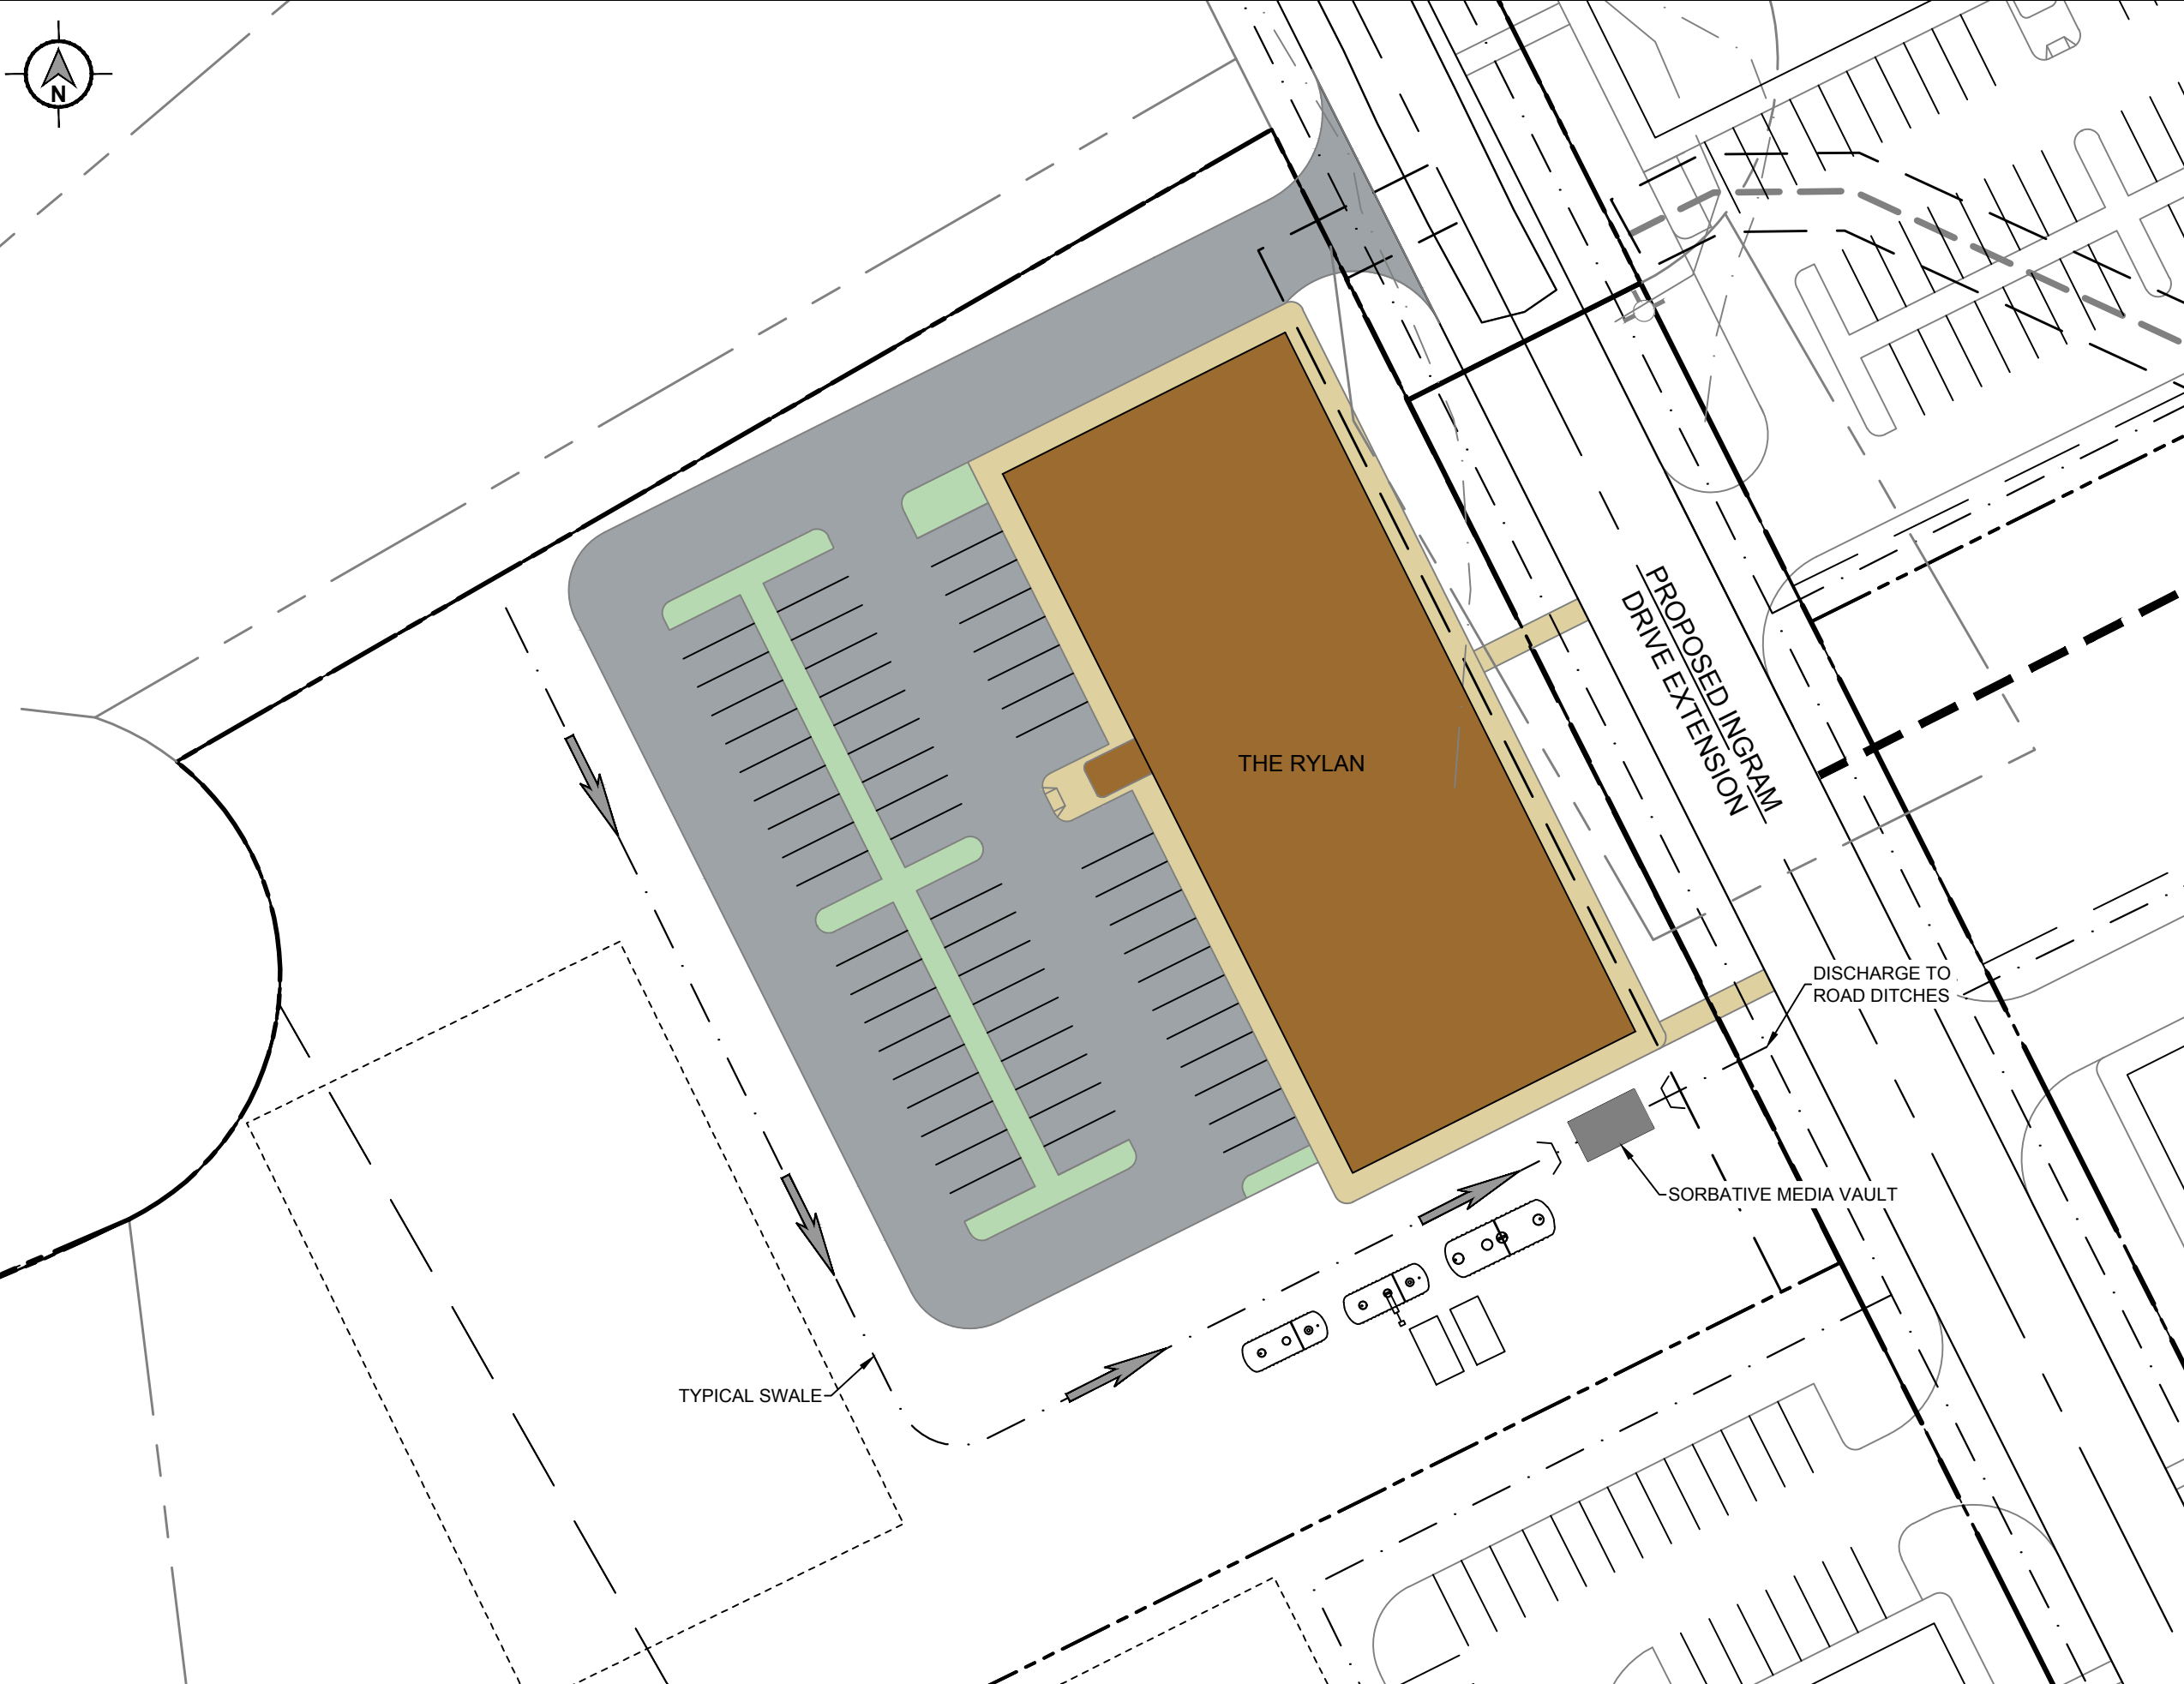 N
PROPOSED INGRAM
DRIVE EXTENSION
THE RYLAN
DISCHARGE TO
ROAD DITCHES
SORBATIVE MEDIA VAULT
TYPICAL SWALE